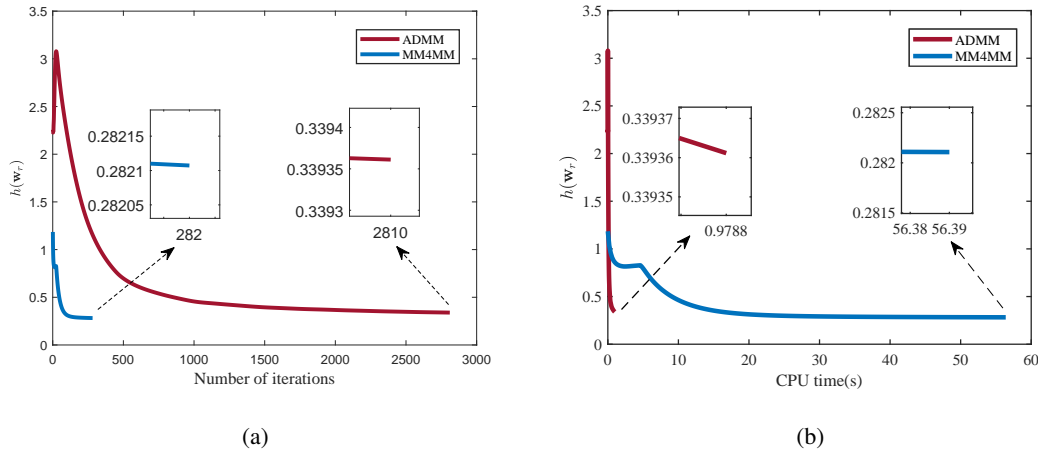 3.5
3
2.5
2
1.5
1
0.5
0
h(w_r)
ADMM
MM4MM
0.28215
0.2821
0.28205
282
0.3394
0.33935
0.3393
2810
0 500 1000 1500 2000 2500 3000
Number of iterations
(a)
3.5
3
2.5
2
1.5
1
0.5
0
h(w_r)
ADMM
MM4MM
0.33937
0.33936
0.33935
0.9788
0.2825
0.282
0.2815
56.38 56.39
0 10 20 30 40 50 60
CPU time(s)
(b)